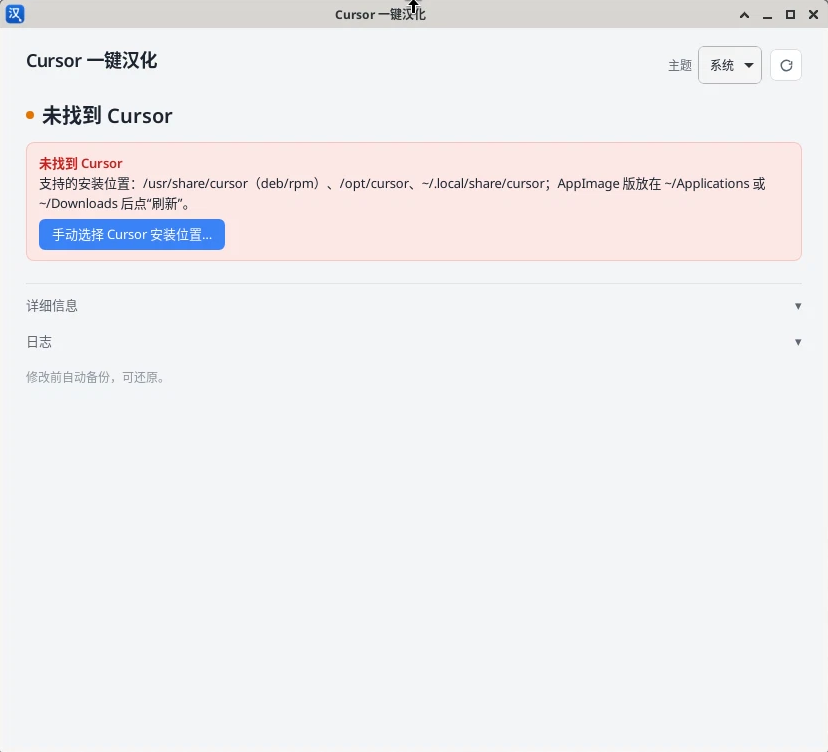 汉
Cursor 一键汉化
Cursor 一键汉化
主题
系统
未找到 Cursor
未找到 Cursor
支持的安装位置：/usr/share/cursor（deb/rpm）、/opt/cursor、~/.local/share/cursor；AppImage 版放在 ~/Applications 或
~/Downloads 后点“刷新”。
手动选择 Cursor 安装位置...
详细信息
日志
修改前自动备份，可还原。